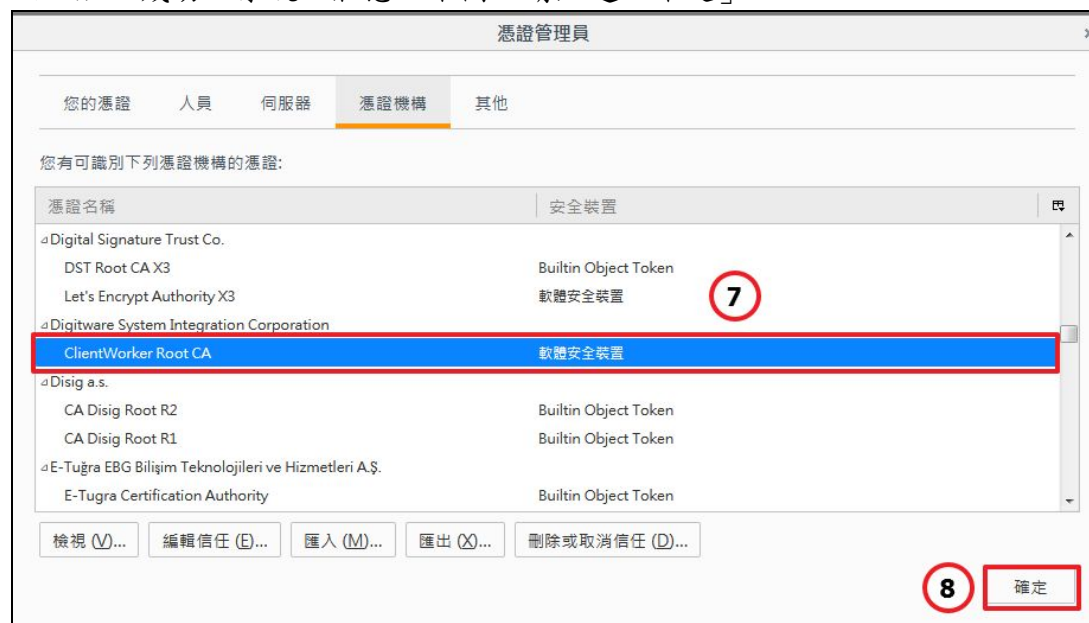 憑證管理員
您的憑證 人員 伺服器 憑證機構 其他
您有可識別下列憑證機構的憑證:
憑證名稱 安全裝置
Digital Signature Trust Co.
DST Root CA X3 Builtin Object Token
Let's Encrypt Authority X3 軟體安全裝置 7
Digitware System Integration Corporation
ClientWorker Root CA 軟體安全裝置
Disig a.s.
CA Disig Root R2 Builtin Object Token
CA Disig Root R1 Builtin Object Token
E-Tuğra EBG Bilişim Teknolojileri ve Hizmetleri A.Ş.
E-Tugra Certification Authority Builtin Object Token
檢視 (V)... 編輯信任 (E)... 匯入 (M)... 匯出 (X)... 刪除或取消信任 (D)...
8 確定